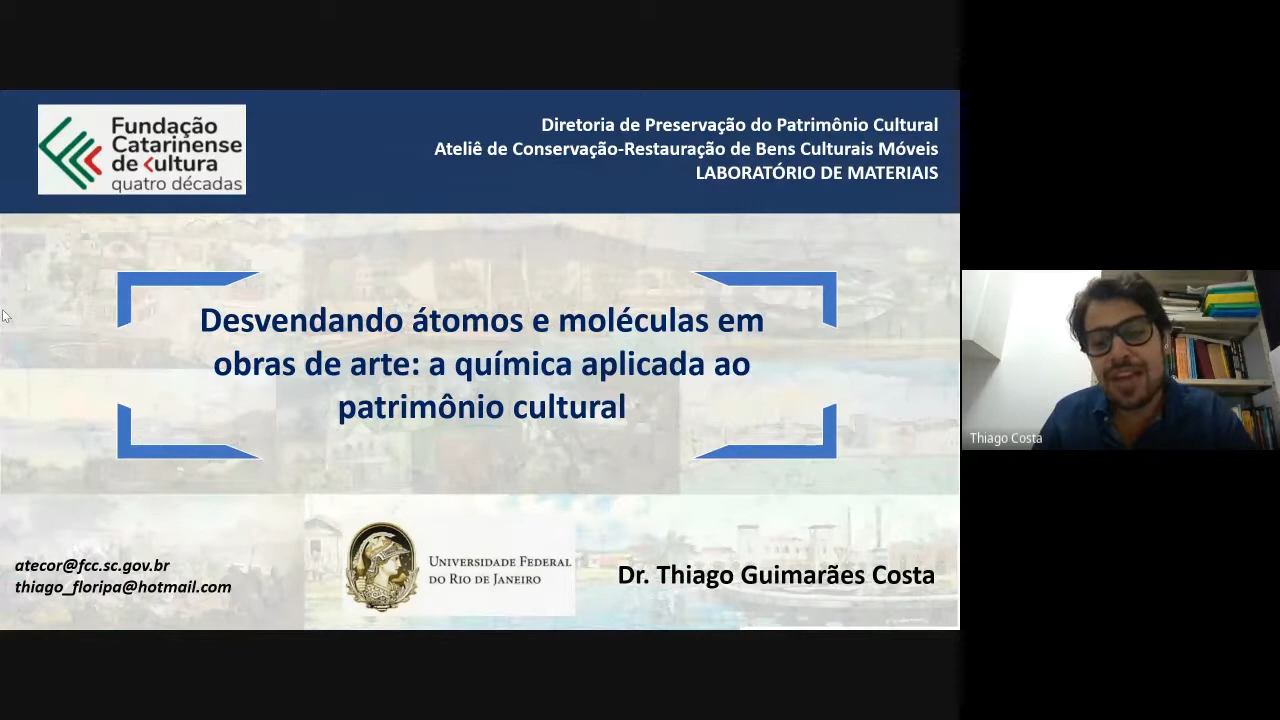 Fundação
Catarinense
de cultura
quatro décadas
Diretoria de Preservação do Patrimônio Cultural
Ateliê de Conservação-Restauração de Bens Culturais Móveis
LABORATÓRIO DE MATERIAIS
Desvendando átomos e moléculas em
obras de arte: a química aplicada ao
patrimônio cultural
atecor@fcc.sc.gov.br
thiago_floripa@hotmail.com
UNIVERSIDADE FEDERAL
DO RIO DE JANEIRO
Dr. Thiago Guimarães Costa
Thiago Costa